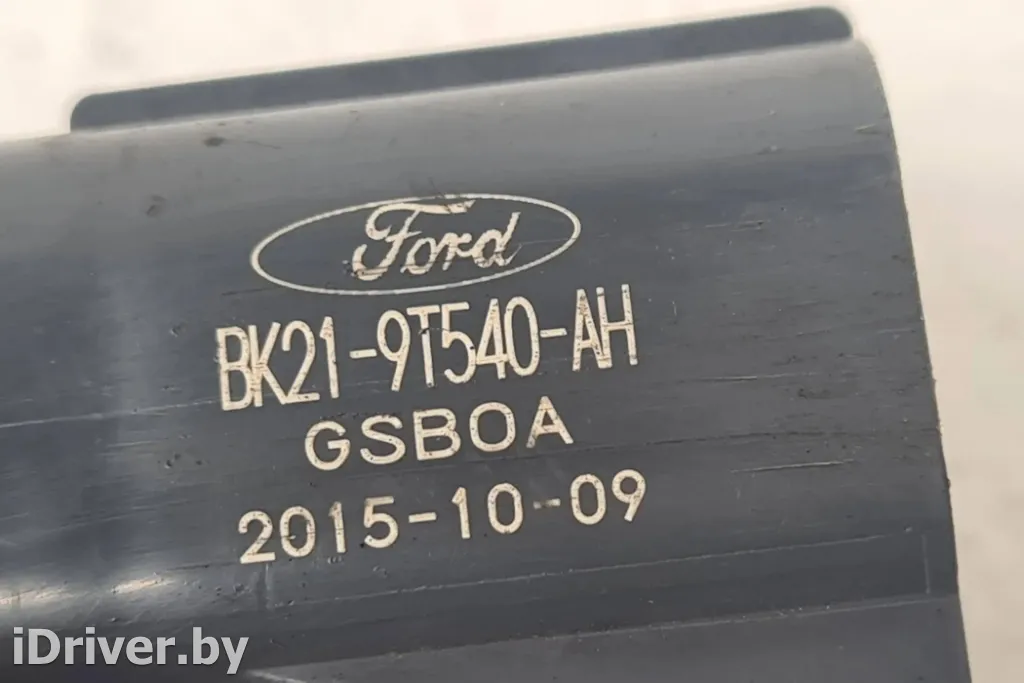 Ford
BK21-9T540-AH
GSBOA
2015-10-09
iDriver.by